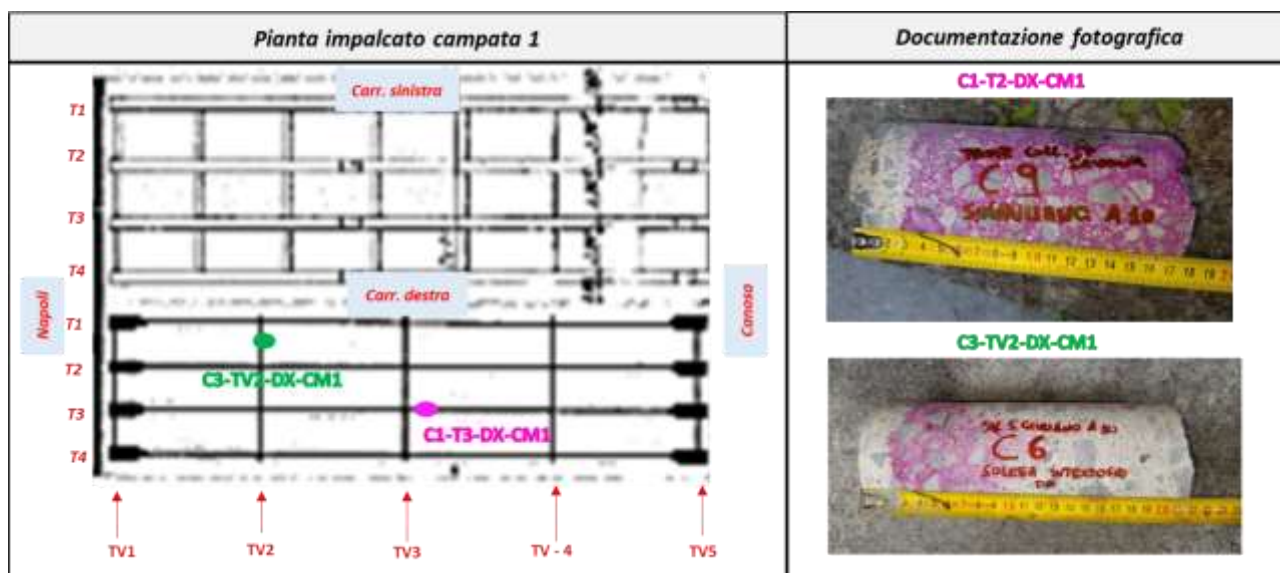 Pianta impalcato campata 1
Documentazione fotografica
Carr. sinistra
T1
T2
T3
T4
Napoli
Canosa
Carr. destra
T1
T2
T3
T4
C3-TV2-DX-CM1
C1-T3-DX-CM1
TV1
TV2
TV3
TV - 4
TV5
C1-T2-DX-CM1
C 9
C3-TV2-DX-CM1
C 6